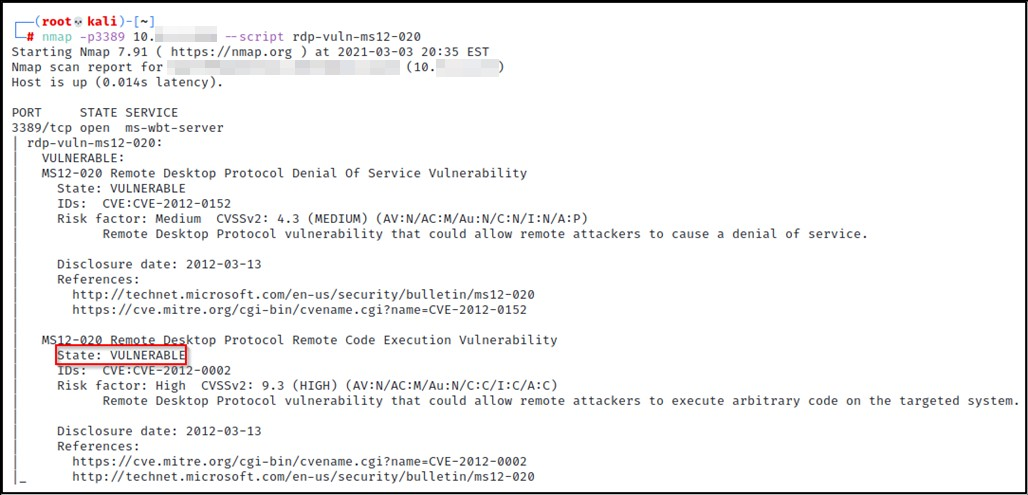 ┌──(root💀kali)-[~]
└─# nmap -p3389 10. --script rdp-vuln-ms12-020
Starting Nmap 7.91 ( https://nmap.org ) at 2021-03-03 20:35 EST
Nmap scan report for (10. )
Host is up (0.014s latency).
PORT     STATE SERVICE
3389/tcp open  ms-wbt-server
| rdp-vuln-ms12-020:
|   VULNERABLE:
|   MS12-020 Remote Desktop Protocol Denial Of Service Vulnerability
|     State: VULNERABLE
|     IDs:  CVE:CVE-2012-0152
|     Risk factor: Medium  CVSSv2: 4.3 (MEDIUM) (AV:N/AC:M/Au:N/C:N/I:N/A:P)
|           Remote Desktop Protocol vulnerability that could allow remote attackers to cause a denial of service.
|
|     Disclosure date: 2012-03-13
|     References:
|       http://technet.microsoft.com/en-us/security/bulletin/ms12-020
|       https://cve.mitre.org/cgi-bin/cvename.cgi?name=CVE-2012-0152
|
|   MS12-020 Remote Desktop Protocol Remote Code Execution Vulnerability
|     State: VULNERABLE
|     IDs:  CVE:CVE-2012-0002
|     Risk factor: High  CVSSv2: 9.3 (HIGH) (AV:N/AC:M/Au:N/C:C/I:C/A:C)
|           Remote Desktop Protocol vulnerability that could allow remote attackers to execute arbitrary code on the targeted system.
|
|     Disclosure date: 2012-03-13
|     References:
|       https://cve.mitre.org/cgi-bin/cvename.cgi?name=CVE-2012-0002
|_      http://technet.microsoft.com/en-us/security/bulletin/ms12-020